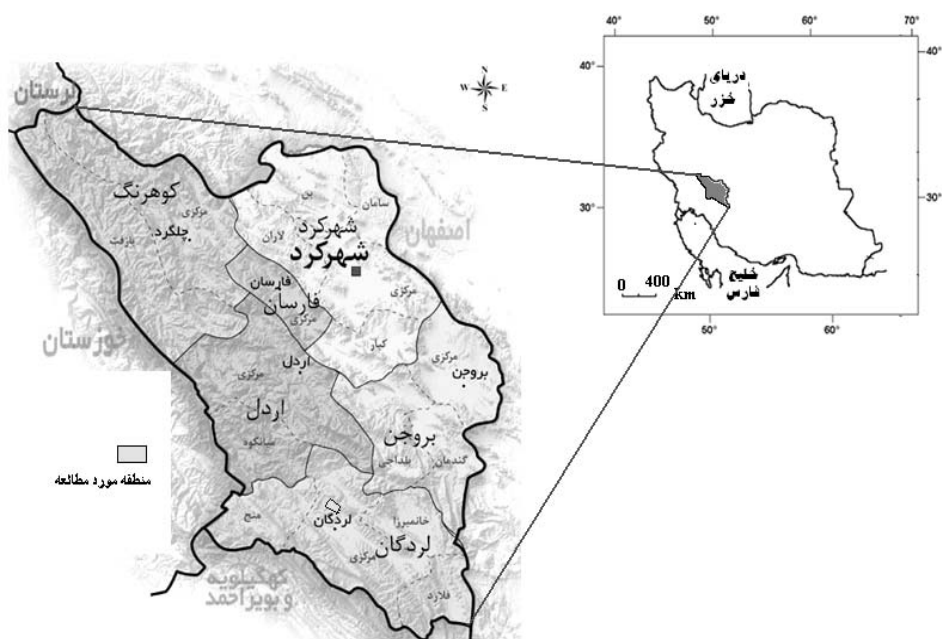 40° 50° 60° 70°
40° 40°
30° 30°
50° 60°
دریای
خزر
خلیج
فارس
0 400
km
N
W E
S
لرستان
کوهرنگ
مرکزی
چلگرد
بازفت
بن
سامان
لاران
شهرکرد
شهرکرد
اصفهان
مرکزی
فارسان
فارسان
مرکزی
کیار
خوزستان
اردل
مرکزی
اردل
میانکوه
مرکزی
بروجن
بروجن
بلداجی
گندمان
منج
لردگان
خانمیرزا
لردگان
مرکزی
فلارد
کهگیلویه
و بویراحمد
منطقه مورد مطالعه